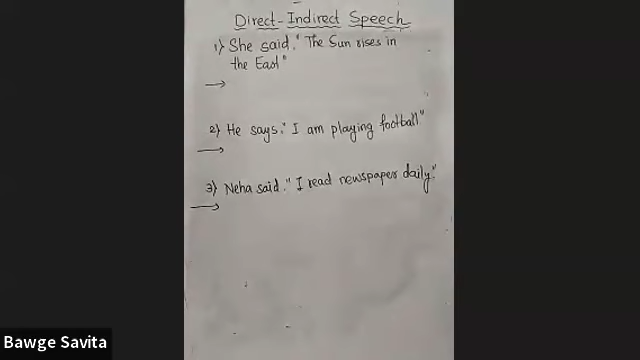 Direct-Indirect Speech
1) She said, "The Sun rises in
the East"
→
2) He says, "I am playing football"
→
3) Neha said, "I read newspaper daily."
→
Bawge Savita